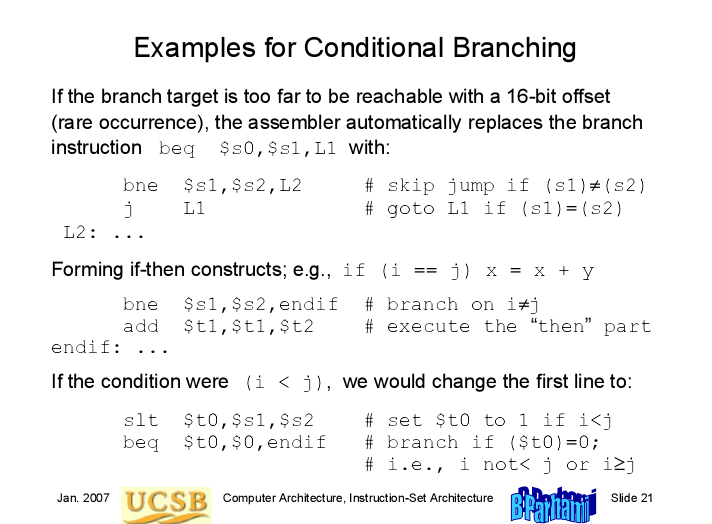 Examples for Conditional Branching
If the branch target is too far to be reachable with a 16-bit offset
(rare occurrence), the assembler automatically replaces the branch
instruction beq $s0,$s1,L1 with:
bne $s1,$s2,L2 # skip jump if (s1)≠(s2)
j L1 # goto L1 if (s1)=(s2)
L2: ...
Forming if-then constructs; e.g., if (i == j) x = x + y
bne $s1,$s2,endif # branch on i≠j
add $t1,$t1,$t2 # execute the “then” part
endif: ...
If the condition were (i < j), we would change the first line to:
slt $t0,$s1,$s2 # set $t0 to 1 if i<j
beq $t0,$0,endif # branch if ($t0)=0;
# i.e., i not< j or i≥j
Jan. 2007 UCSB Computer Architecture, Instruction-Set Architecture B.Parhami Slide 21